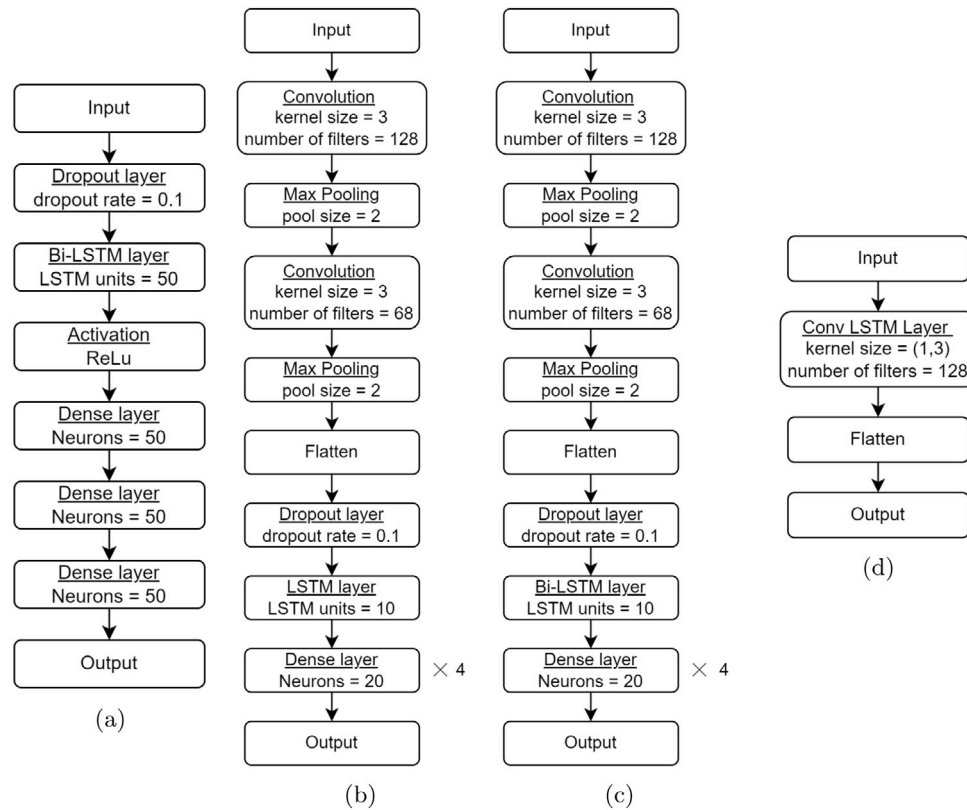 Input
Dropout layer
dropout rate = 0.1
Bi-LSTM layer
LSTM units = 50
Activation
ReLu
Dense layer
Neurons = 50
Dense layer
Neurons = 50
Dense layer
Neurons = 50
Output
(a)
Input
Convolution
kernel size = 3
number of filters = 128
Max Pooling
pool size = 2
Convolution
kernel size = 3
number of filters = 68
Max Pooling
pool size = 2
Flatten
Dropout layer
dropout rate = 0.1
LSTM layer
LSTM units = 10
Dense layer
Neurons = 20
× 4
Output
(b)
Input
Convolution
kernel size = 3
number of filters = 128
Max Pooling
pool size = 2
Convolution
kernel size = 3
number of filters = 68
Max Pooling
pool size = 2
Flatten
Dropout layer
dropout rate = 0.1
Bi-LSTM layer
LSTM units = 10
Dense layer
Neurons = 20
× 4
Output
(c)
Input
Conv LSTM Layer
kernel size = (1,3)
number of filters = 128
Flatten
Output
(d)